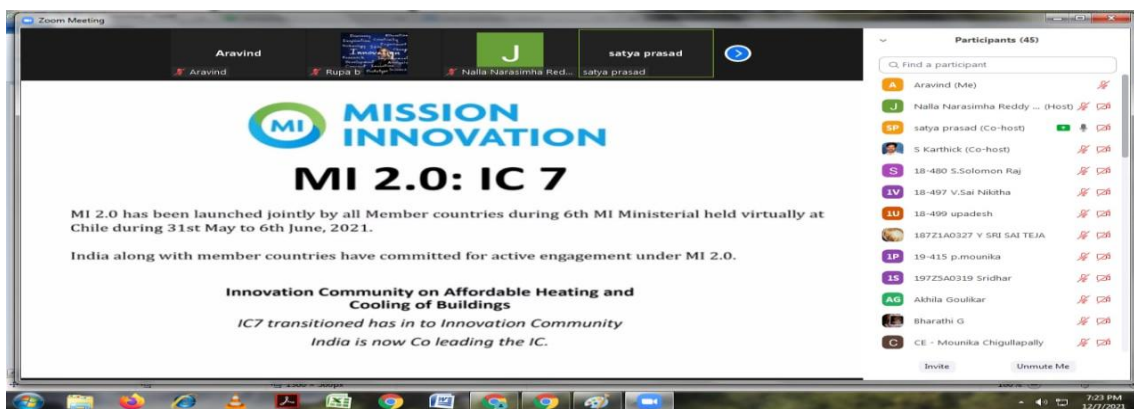 Zoom Meeting
Aravind
satya prasad
J
Aravind
Rupa b
Nalla Narasimha Red...
satya prasad
MI
MISSION
INNOVATION
MI 2.0: IC 7
MI 2.0 has been launched jointly by all Member countries during 6th MI Ministerial held virtually at
Chile during 31st May to 6th June, 2021.
India along with member countries have committed for active engagement under MI 2.0.
Innovation Community on Affordable Heating and
Cooling of Buildings
IC7 transitioned has in to Innovation Community
India is now Co leading the IC.
Participants (45)
Find a participant
A Aravind (Me)
J Nalla Narasimha Reddy ... (Host)
SP satya prasad (Co-host)
S Karthick (Co-host)
S 18-480 S.Solomon Raj
1V 18-497 V.Sai Nikitha
1U 18-499 upadesh
187Z1A0327 Y SRI SAI TEJA
1P 19-415 p.mounika
1S 197Z5A0319 Sridhar
AG Akhila Goulikar
Bharathi G
C CE - Mounika Chigullapally
Invite
Unmute Me
7:23 PM
12/7/2021